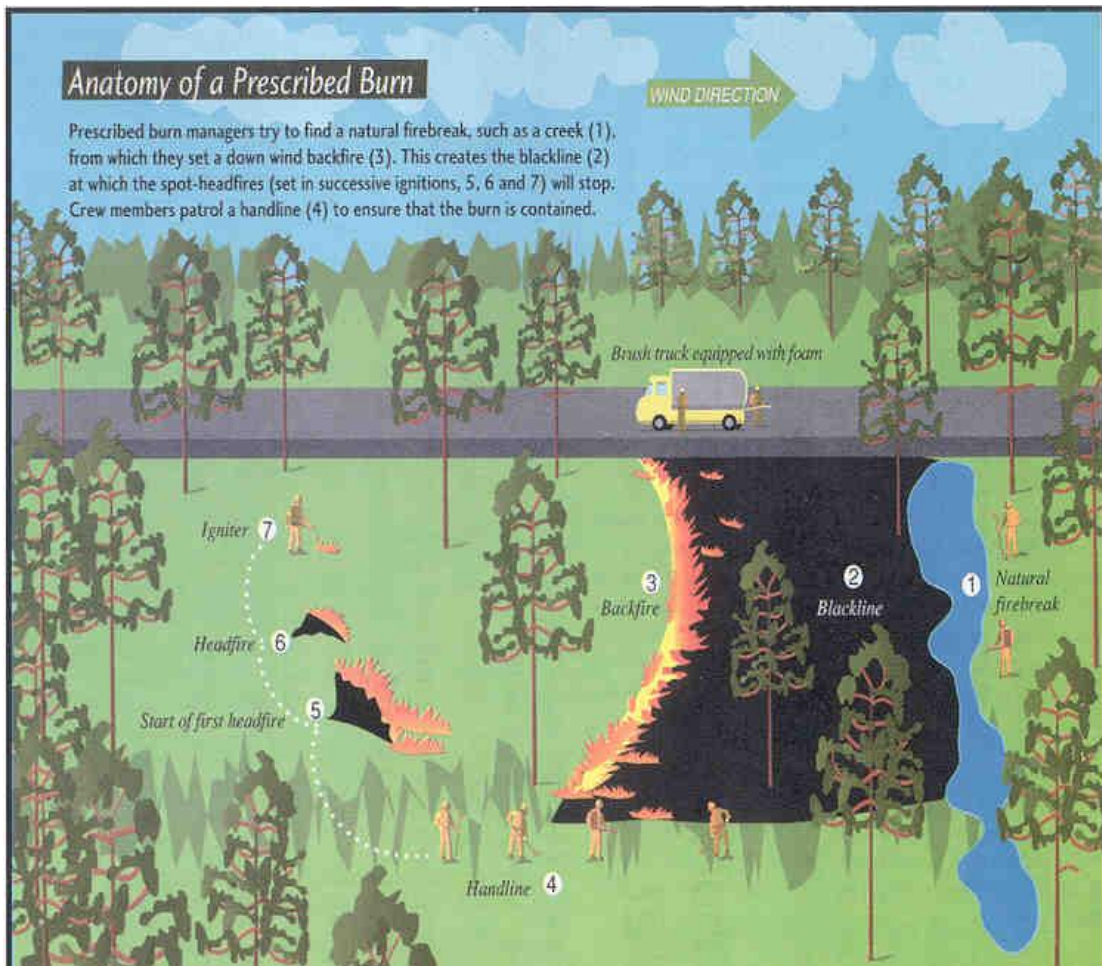 Anatomy of a Prescribed Burn
WIND DIRECTION
Prescribed burn managers try to find a natural firebreak, such as a creek (1),
from which they set a down wind backfire (3). This creates the blackline (2)
at which the spot-headfires (set in successive ignitions, 5, 6 and 7) will stop.
Crew members patrol a handline (4) to ensure that the burn is contained.
Brush truck equipped with foam
Igniter 7
3
Backfire
2
Blackline
1 Natural
firebreak
Headfire 6
Start of first headfire 5
Handline 4